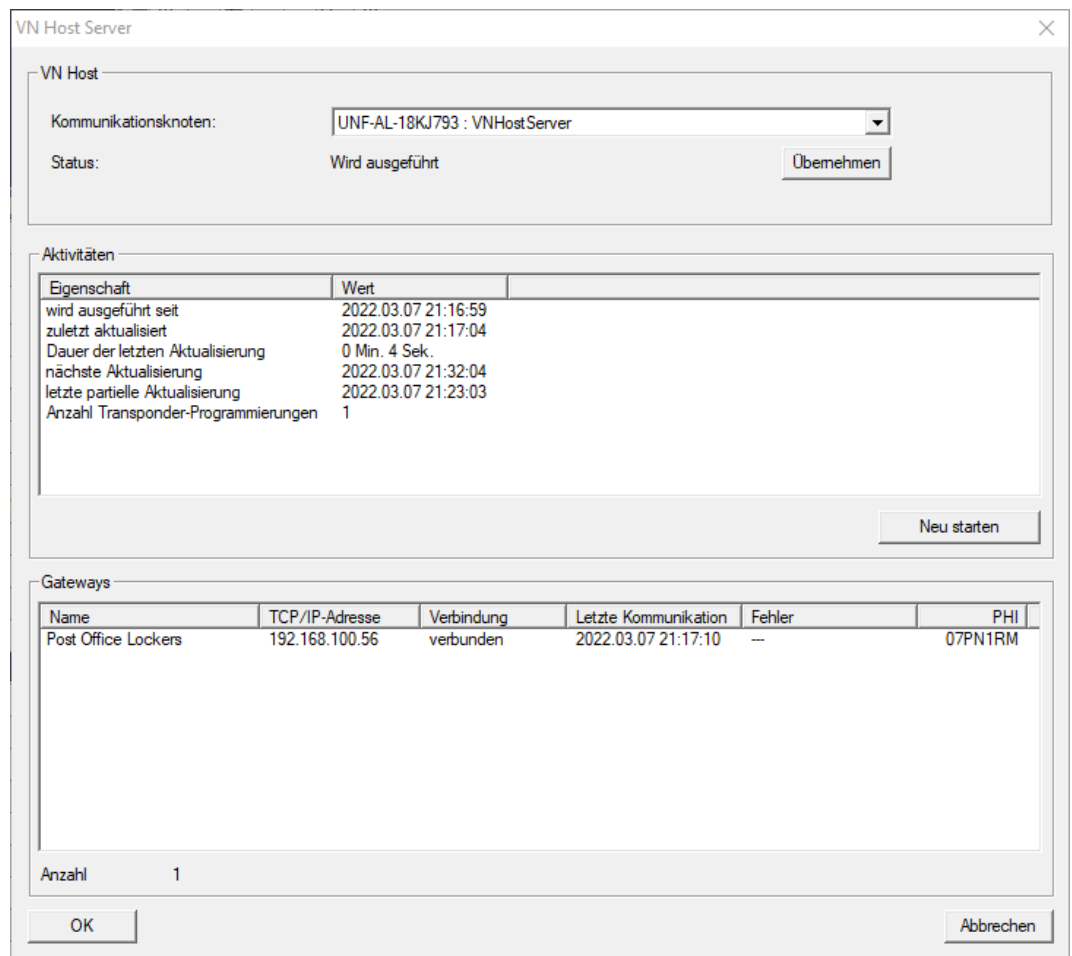 VN Host Server
VN Host
Kommunikationsknoten: UNF-AL-18KJ793 : VNHostServer
Status: Wird ausgeführt Übernehmen
Aktivitäten
Eigenschaft Wert
wird ausgeführt seit 2022.03.07 21:16:59
zuletzt aktualisiert 2022.03.07 21:17:04
Dauer der letzten Aktualisierung 0 Min. 4 Sek.
nächste Aktualisierung 2022.03.07 21:32:04
letzte partielle Aktualisierung 2022.03.07 21:23:03
Anzahl Transponder-Programmierungen 1
Neu starten
Gateways
Name TCP/IP-Adresse Verbindung Letzte Kommunikation Fehler PHI
Post Office Lockers 192.168.100.56 verbunden 2022.03.07 21:17:10 --- 07PN1RM
Anzahl 1
OK Abbrechen